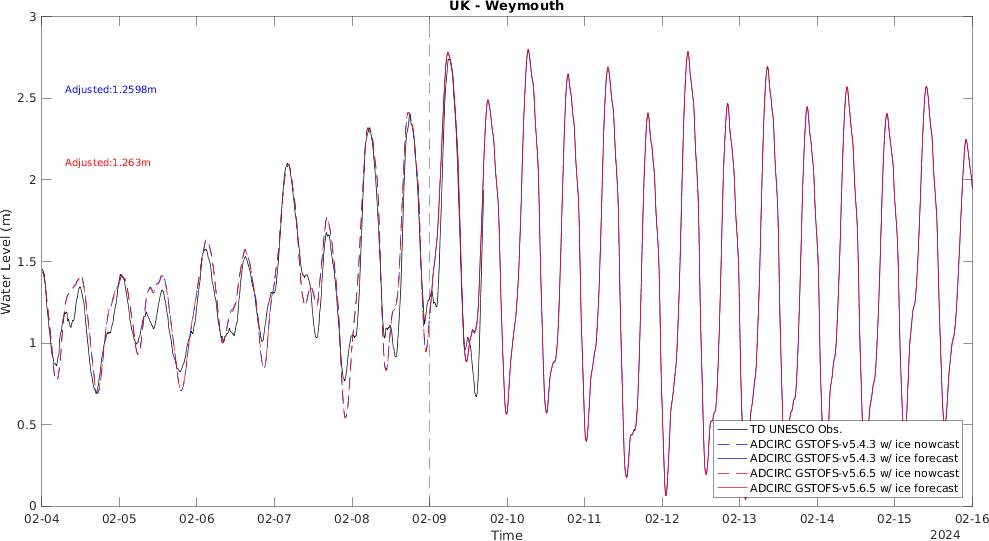 UK - Weymouth
3
2.5
2
1.5
1
0.5
0
Water Level (m)
Adjusted:1.2598m
Adjusted:1.263m
TD UNESCO Obs.
ADCIRC GSTOFS-v5.4.3 w/ ice nowcast
ADCIRC GSTOFS-v5.4.3 w/ ice forecast
ADCIRC GSTOFS-v5.6.5 w/ ice nowcast
ADCIRC GSTOFS-v5.6.5 w/ ice forecast
02-04 02-05 02-06 02-07 02-08 02-09 02-10 02-11 02-12 02-13 02-14 02-15 02-16
Time
2024